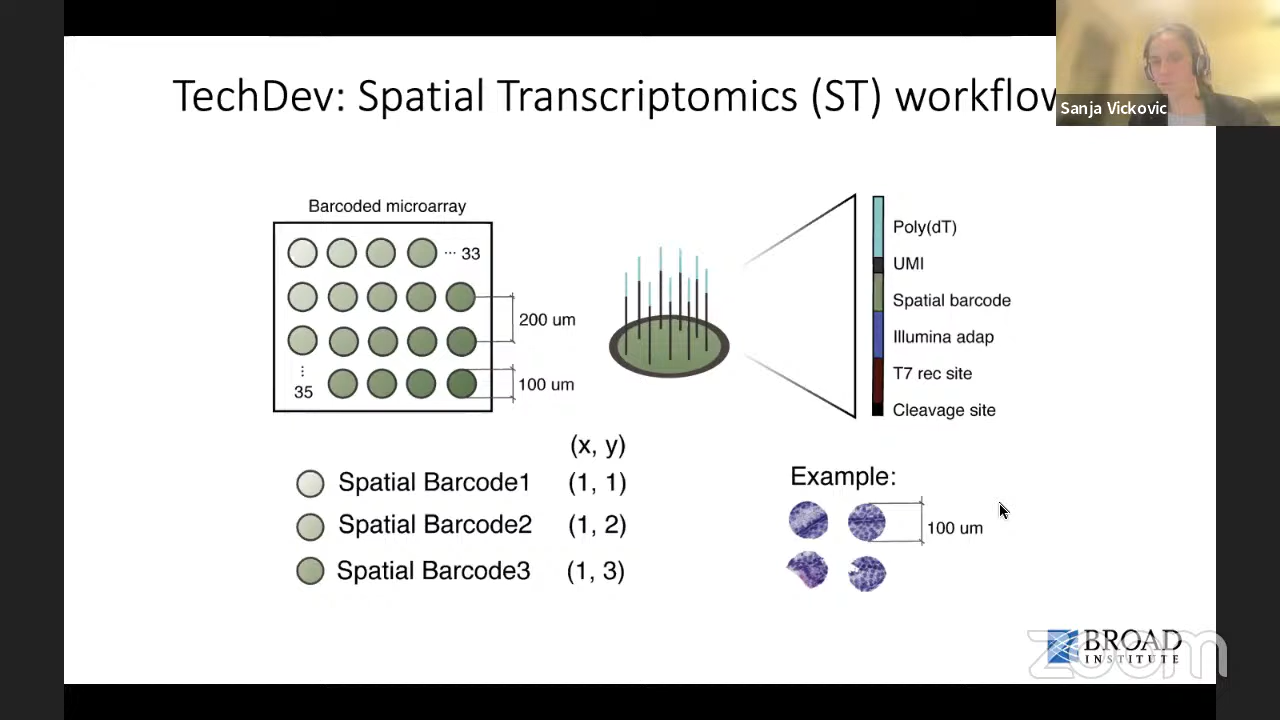 TechDev: Spatial Transcriptomics (ST) workflow
Sanja Vickovic
Barcoded microarray
... 33
200 um
⋮
35
100 um
Poly(dT)
UMI
Spatial barcode
Illumina adap
T7 rec site
Cleavage site
(x, y)
Spatial Barcode1 (1, 1)
Spatial Barcode2 (1, 2)
Spatial Barcode3 (1, 3)
Example:
100 um
BROAD
INSTITUTE
zoom